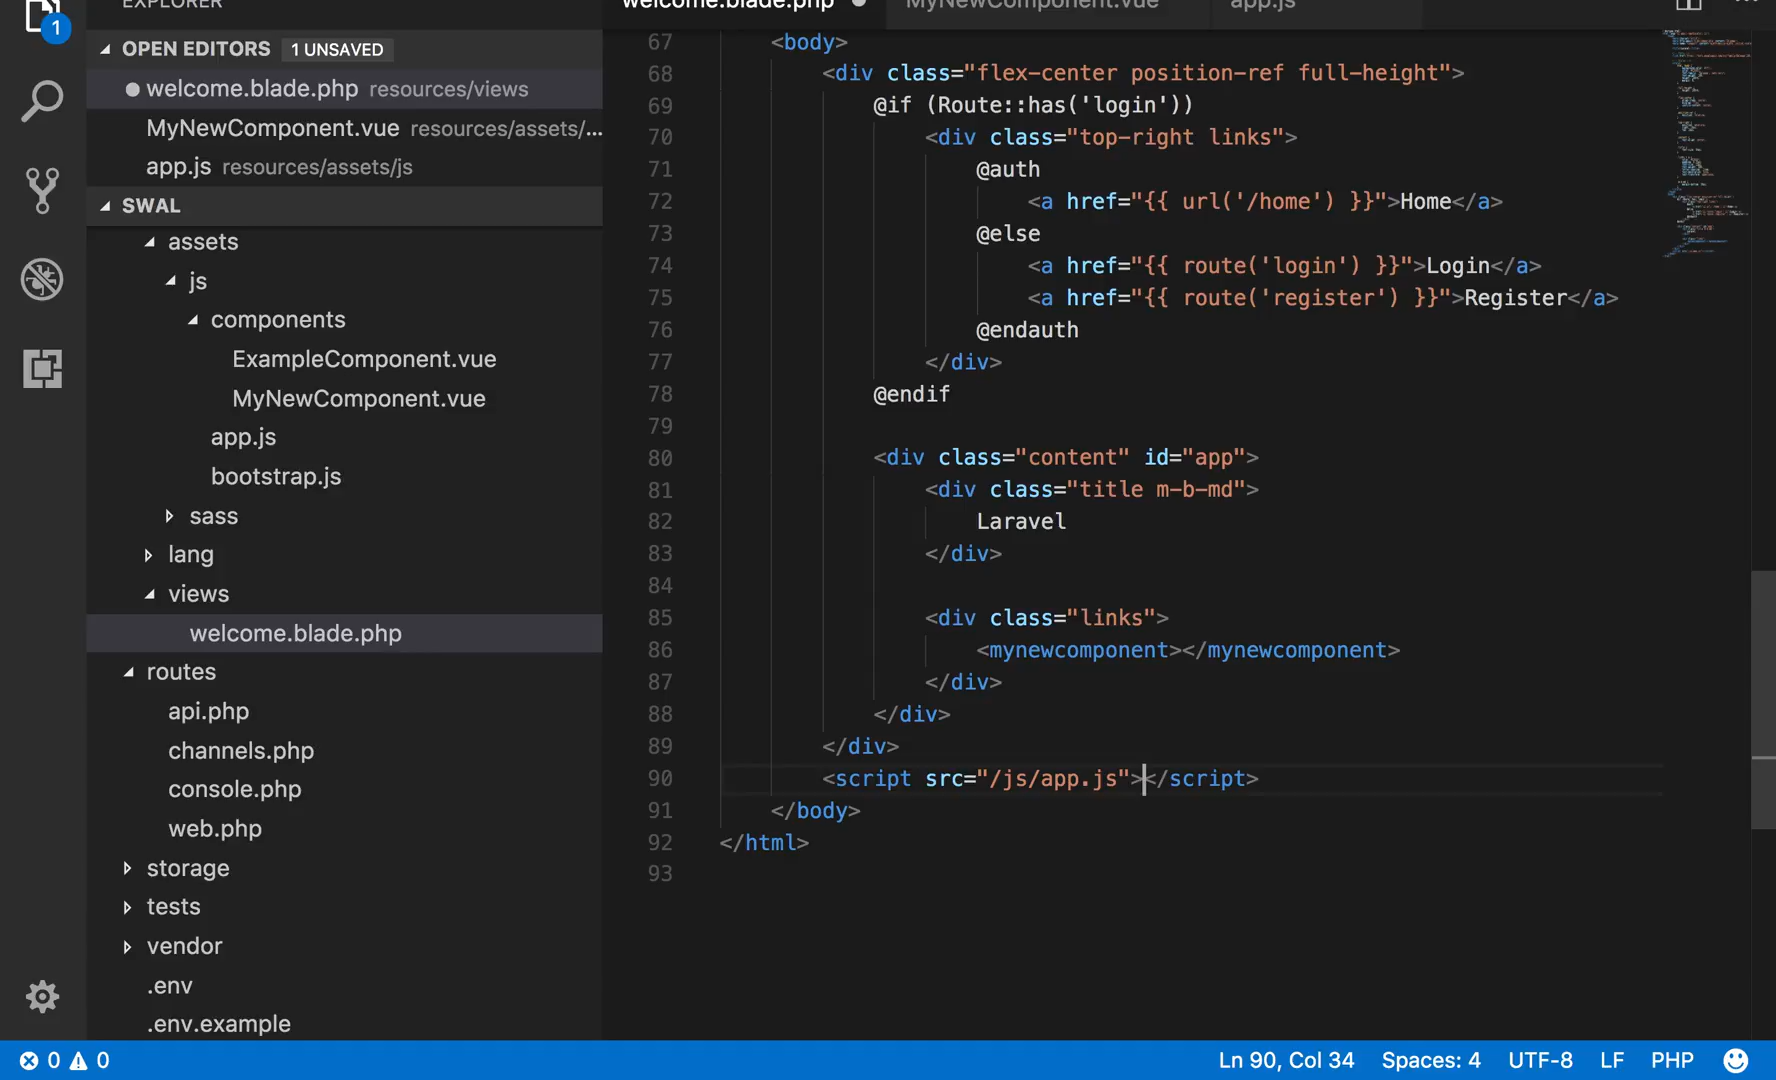 EXPLORER
1
OPEN EDITORS 1 UNSAVED
welcome.blade.php resources/views
MyNewComponent.vue resources/assets/...
app.js resources/assets/js
SWAL
assets
js
components
ExampleComponent.vue
MyNewComponent.vue
app.js
bootstrap.js
sass
lang
views
welcome.blade.php
routes
api.php
channels.php
console.php
web.php
storage
tests
vendor
.env
.env.example
welcome.blade.php MyNewComponent.vue app.js
67 <body>
68 <div class="flex-center position-ref full-height">
69 @if (Route::has('login'))
70 <div class="top-right links">
71 @auth
72 <a href="{{ url('/home') }}">Home</a>
73 @else
74 <a href="{{ route('login') }}">Login</a>
75 <a href="{{ route('register') }}">Register</a>
76 @endauth
77 </div>
78 @endif
79
80 <div class="content" id="app">
81 <div class="title m-b-md">
82 Laravel
83 </div>
84
85 <div class="links">
86 <mynewcomponent></mynewcomponent>
87 </div>
88 </div>
89 </div>
90 <script src="/js/app.js"></script>
91 </body>
92 </html>
93
0 0 Ln 90, Col 34 Spaces: 4 UTF-8 LF PHP